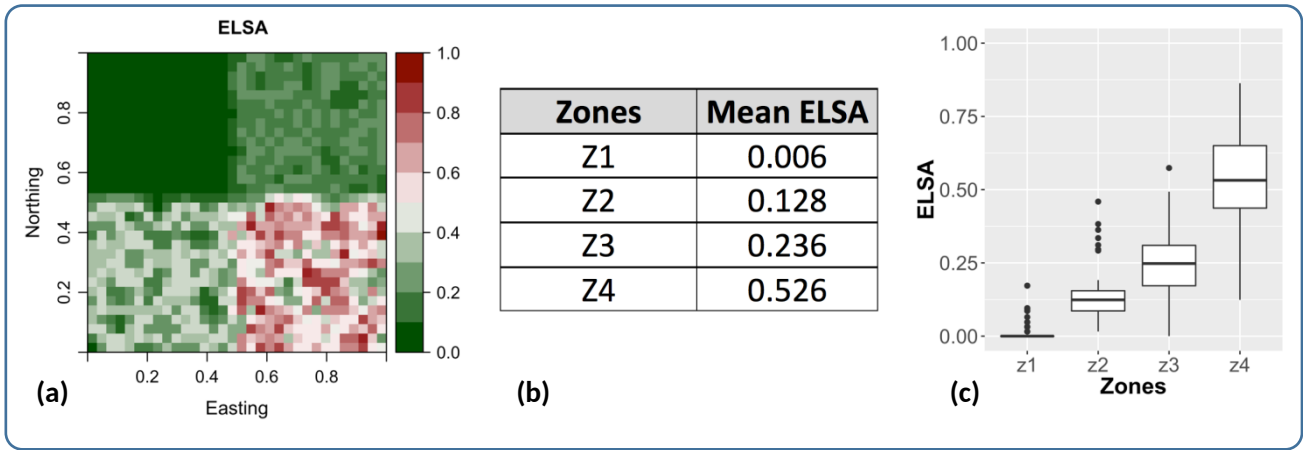 ELSA
Northing
0.8
0.6
0.4
0.2
0.2 0.4 0.6 0.8
Easting
1.0
0.8
0.6
0.4
0.2
0.0
(a)
Zones Mean ELSA
Z1 0.006
Z2 0.128
Z3 0.236
Z4 0.526
(b)
ELSA
1.00
0.75
0.50
0.25
0.00
z1 z2 z3 z4
Zones
(c)